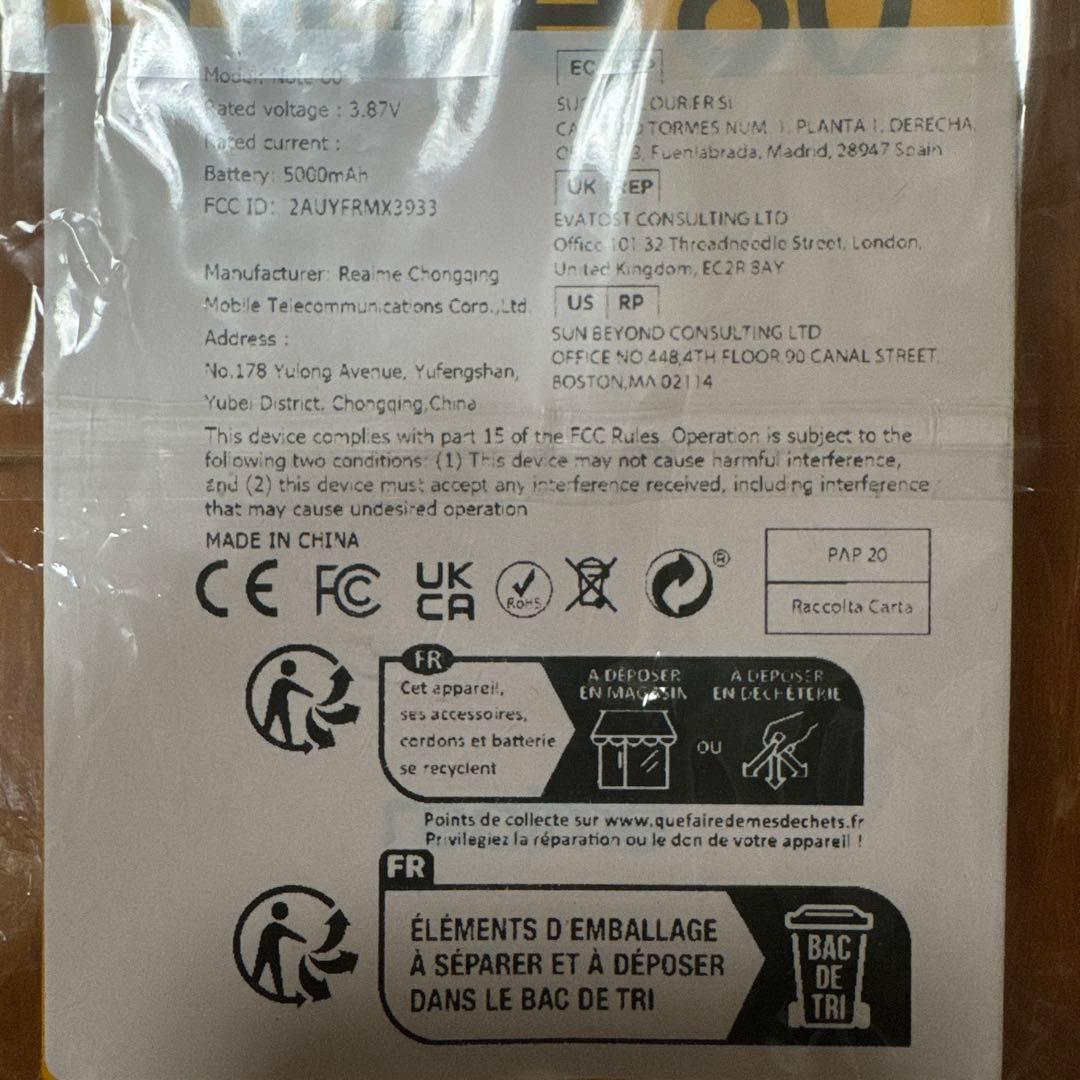 60
Model: Note 60
Rated voltage : 3.87V
Rated current :
Battery: 5000mAh
FCC ID: 2AUYFRMX3933
Manufacturer: Realme Chongqing
Mobile Telecommunications Corp.,Ltd.
Address :
No.178 Yulong Avenue, Yufengshan,
Yubei District. Chongqing,China
EC REP
TORMES NUM. 1, PLANTA 1, DERECHA,
3, Fuenlabrada, Madrid, 28947 Spain
UK REP
EVATOST CONSULTING LTD
Office 101 32 Threadneedle Street, London,
United Kingdom, EC2R 8AY
US RP
SUN BEYOND CONSULTING LTD
OFFICE NO 448,4TH FLOOR 90 CANAL STREET
BOSTON,MA 02114
This device complies with part 15 of the FCC Rules. Operation is subject to the
following two conditions: (1) This device may not cause harmful interference,
and (2) this device must accept any interference received, including interference
that may cause undesired operation
MADE IN CHINA
CE FC UK CA RoHS ®
PAP 20
Raccolta Carta
FR
Cet appareil,
ses accessoires,
cordons et batterie
se recyclent
À DÉPOSER
EN MAGASIN
OU
À DÉPOSER
EN DÉCHÈTERIE
Points de collecte sur www.quefairedemesdechets.fr
Privilegiez la réparation ou le don de votre appareil !
FR
ÉLÉMENTS D'EMBALLAGE
À SÉPARER ET À DÉPOSER
DANS LE BAC DE TRI
BAC
DE
TRI